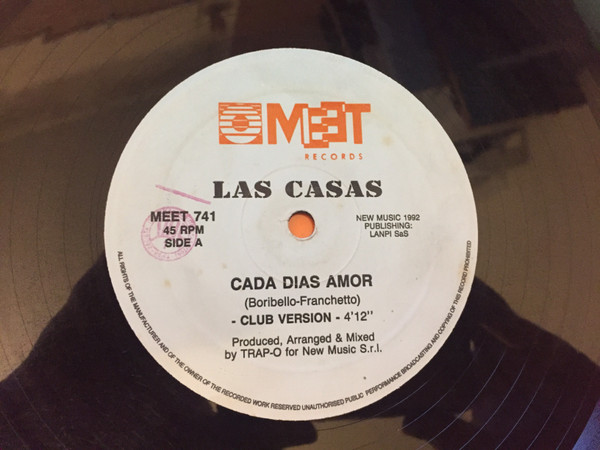 MEET
RECORDS
LAS CASAS
MEET 741
45 RPM
SIDE A
NEW MUSIC 1992
PUBLISHING:
LANPI SaS
CADA DIAS AMOR
(Boribello-Franchetto)
- CLUB VERSION - 4'12''
Produced, Arranged & Mixed
by TRAP-O for New Music S.r.l.
ALL RIGHTS OF THE MANUFACTURER AND OF THE OWNER OF THE RECORDED WORK RESERVED UNAUTHORISED PUBLIC PERFORMANCE BROADCASTING AND COPYING OF THIS RECORD PROHIBITED